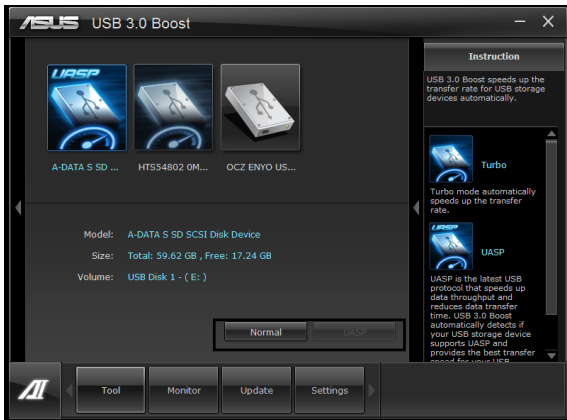 ASUS USB 3.0 Boost
UASP
A-DATA S SD ...
HTS54802 0M...
OCZ ENYO US...
Model: A-DATA S SD SCSI Disk Device
Size: Total: 59.62 GB , Free: 17.24 GB
Volume: USB Disk 1 - ( E: )
Normal
UASP
Instruction
USB 3.0 Boost speeds up the
transfer rate for USB storage
devices automatically.
Turbo
Turbo mode automatically
speeds up the transfer
rate.
UASP
UASP
UASP is the latest USB
protocol that speeds up
data throughput and
reduces data transfer
time. USB 3.0 Boost
automatically detects if
your USB storage device
supports UASP and
provides the best transfer
speed for your USB
AI
Tool
Monitor
Update
Settings